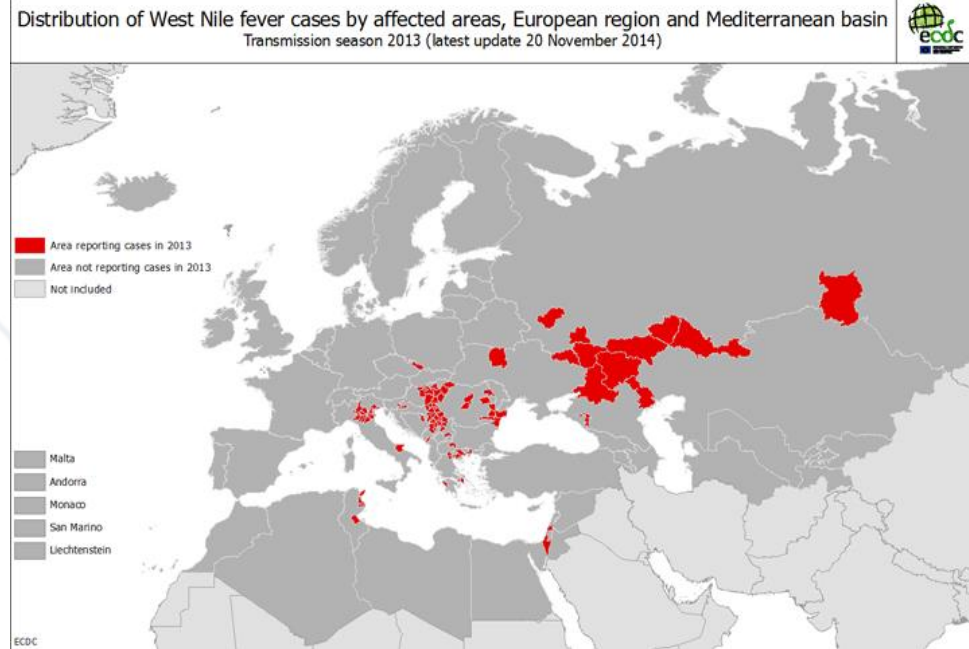 Distribution of West Nile fever cases by affected areas, European region and Mediterranean basin
Transmission season 2013 (latest update 20 November 2014)
ecdc
Area reporting cases in 2013
Area not reporting cases in 2013
Not included
Malta
Andorra
Monaco
San Marino
Liechtenstein
ECDC